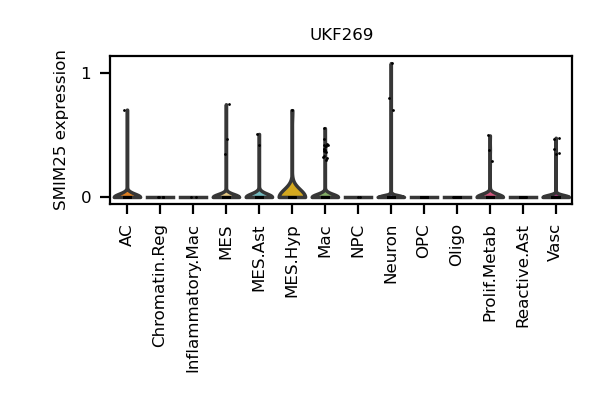 UKF269
SMIM25 expression
1
0
AC
Chromatin.Reg
Inflammatory.Mac
MES
MES.Ast
MES.Hyp
Mac
NPC
Neuron
OPC
Oligo
Prolif.Metab
Reactive.Ast
Vasc